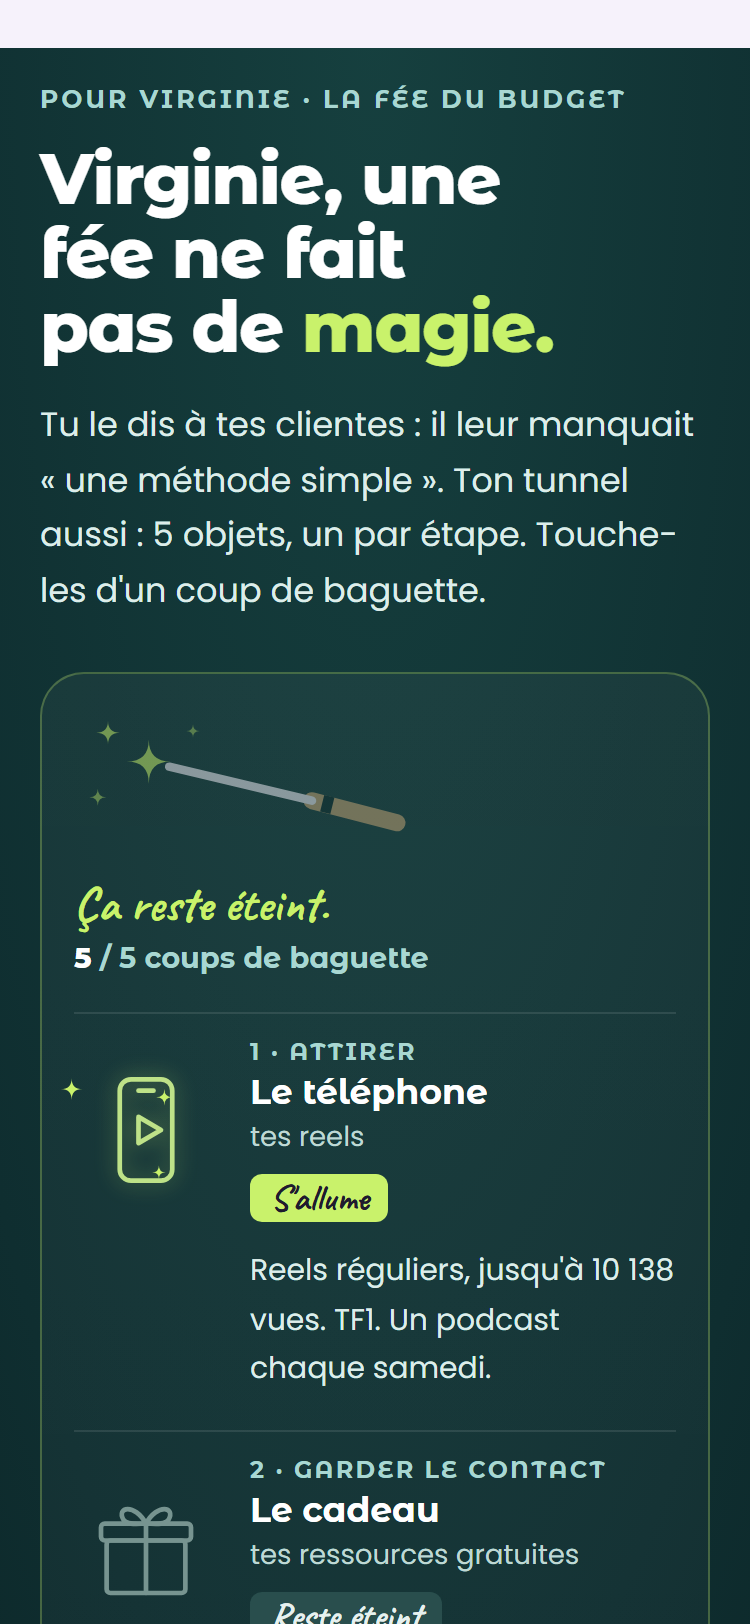 POUR VIRGINIE · LA FÉE DU BUDGET
Virginie, une
fée ne fait
pas de magie.
Tu le dis à tes clientes : il leur manquait
« une méthode simple ». Ton tunnel
aussi : 5 objets, un par étape. Touche-
les d'un coup de baguette.
Ça reste éteint.
5 / 5 coups de baguette
1 · ATTIRER
Le téléphone
tes reels
S'allume
Reels réguliers, jusqu'à 10 138
vues. TF1. Un podcast
chaque samedi.
2 · GARDER LE CONTACT
Le cadeau
tes ressources gratuites
Reste éteint